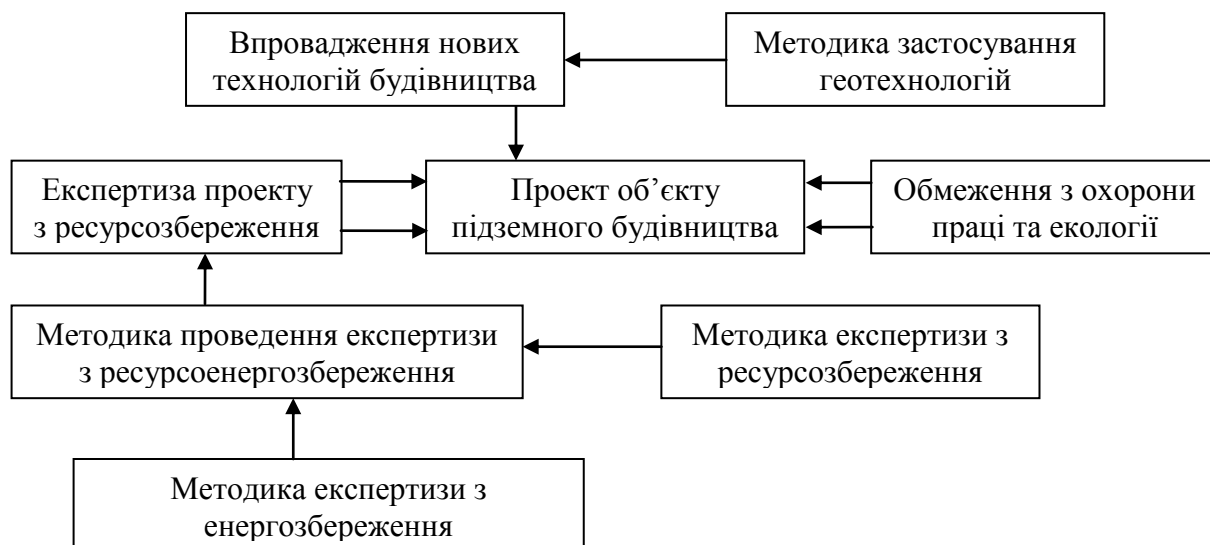 Впровадження нових
технологій будівництва
Методика застосування
геотехнологій
Експертиза проекту
з ресурсозбереження
Проект об’єкту
підземного будівництва
Обмеження з охорони
праці та екології
Методика проведення експертизи
з ресурсоенергозбереження
Методика експертизи з
ресурсозбереження
Методика експертизи з
енергозбереження